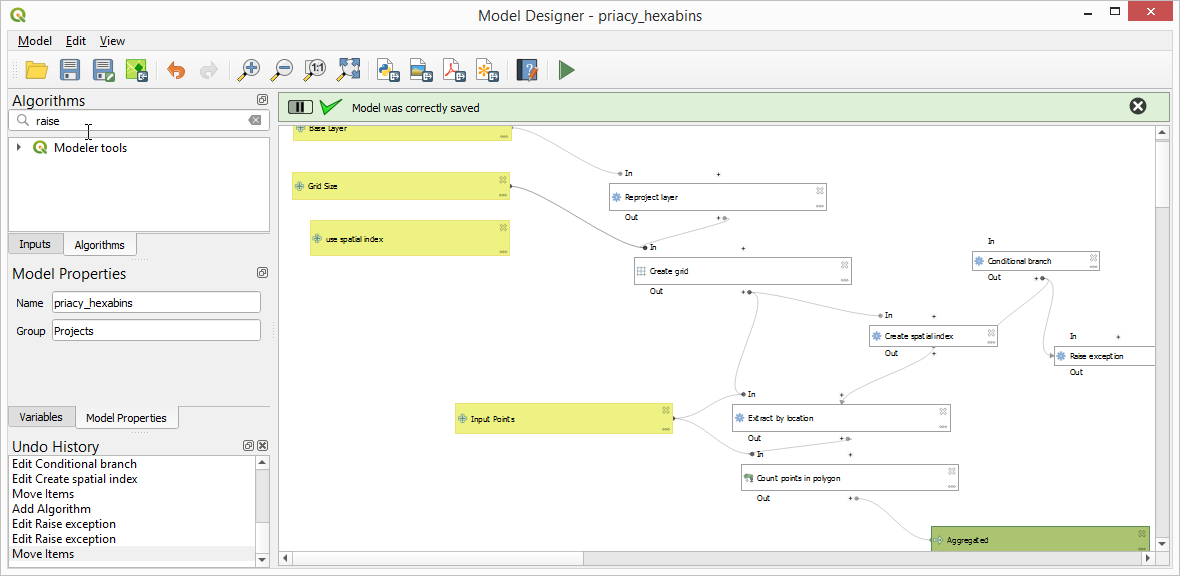 Model Designer - priacy_hexabins
Model Edit View
1:1
Algorithms
raise
Modeler tools
Inputs Algorithms
Model Properties
Name priacy_hexabins
Group Projects
Variables Model Properties
Undo History
Edit Conditional branch
Edit Create spatial index
Move Items
Add Algorithm
Edit Raise exception
Edit Raise exception
Move Items
Model was correctly saved
Base Layer
Grid Size
use spatial index
In +
Reproject layer
Out +
In +
Create grid
Out +
In
Conditional branch
Out +
In +
Create spatial index
Out +
In +
Raise exception
Out
Input Points
In +
Extract by location
Out +
In +
Count points in polygon
Out +
Aggregated